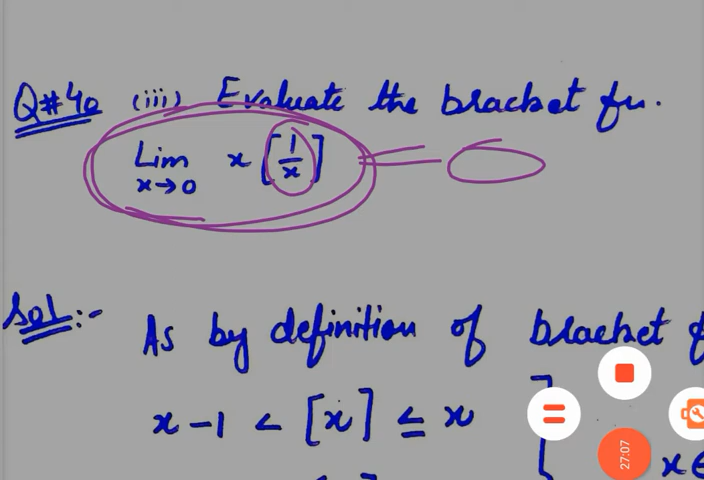 Q#40 (iii) Evaluate the bracket fn.
Lim x→0 x [1/x] =
Sol:- As by definition of bracket f
x-1 < [x] ≤ x
x ∈
27:07